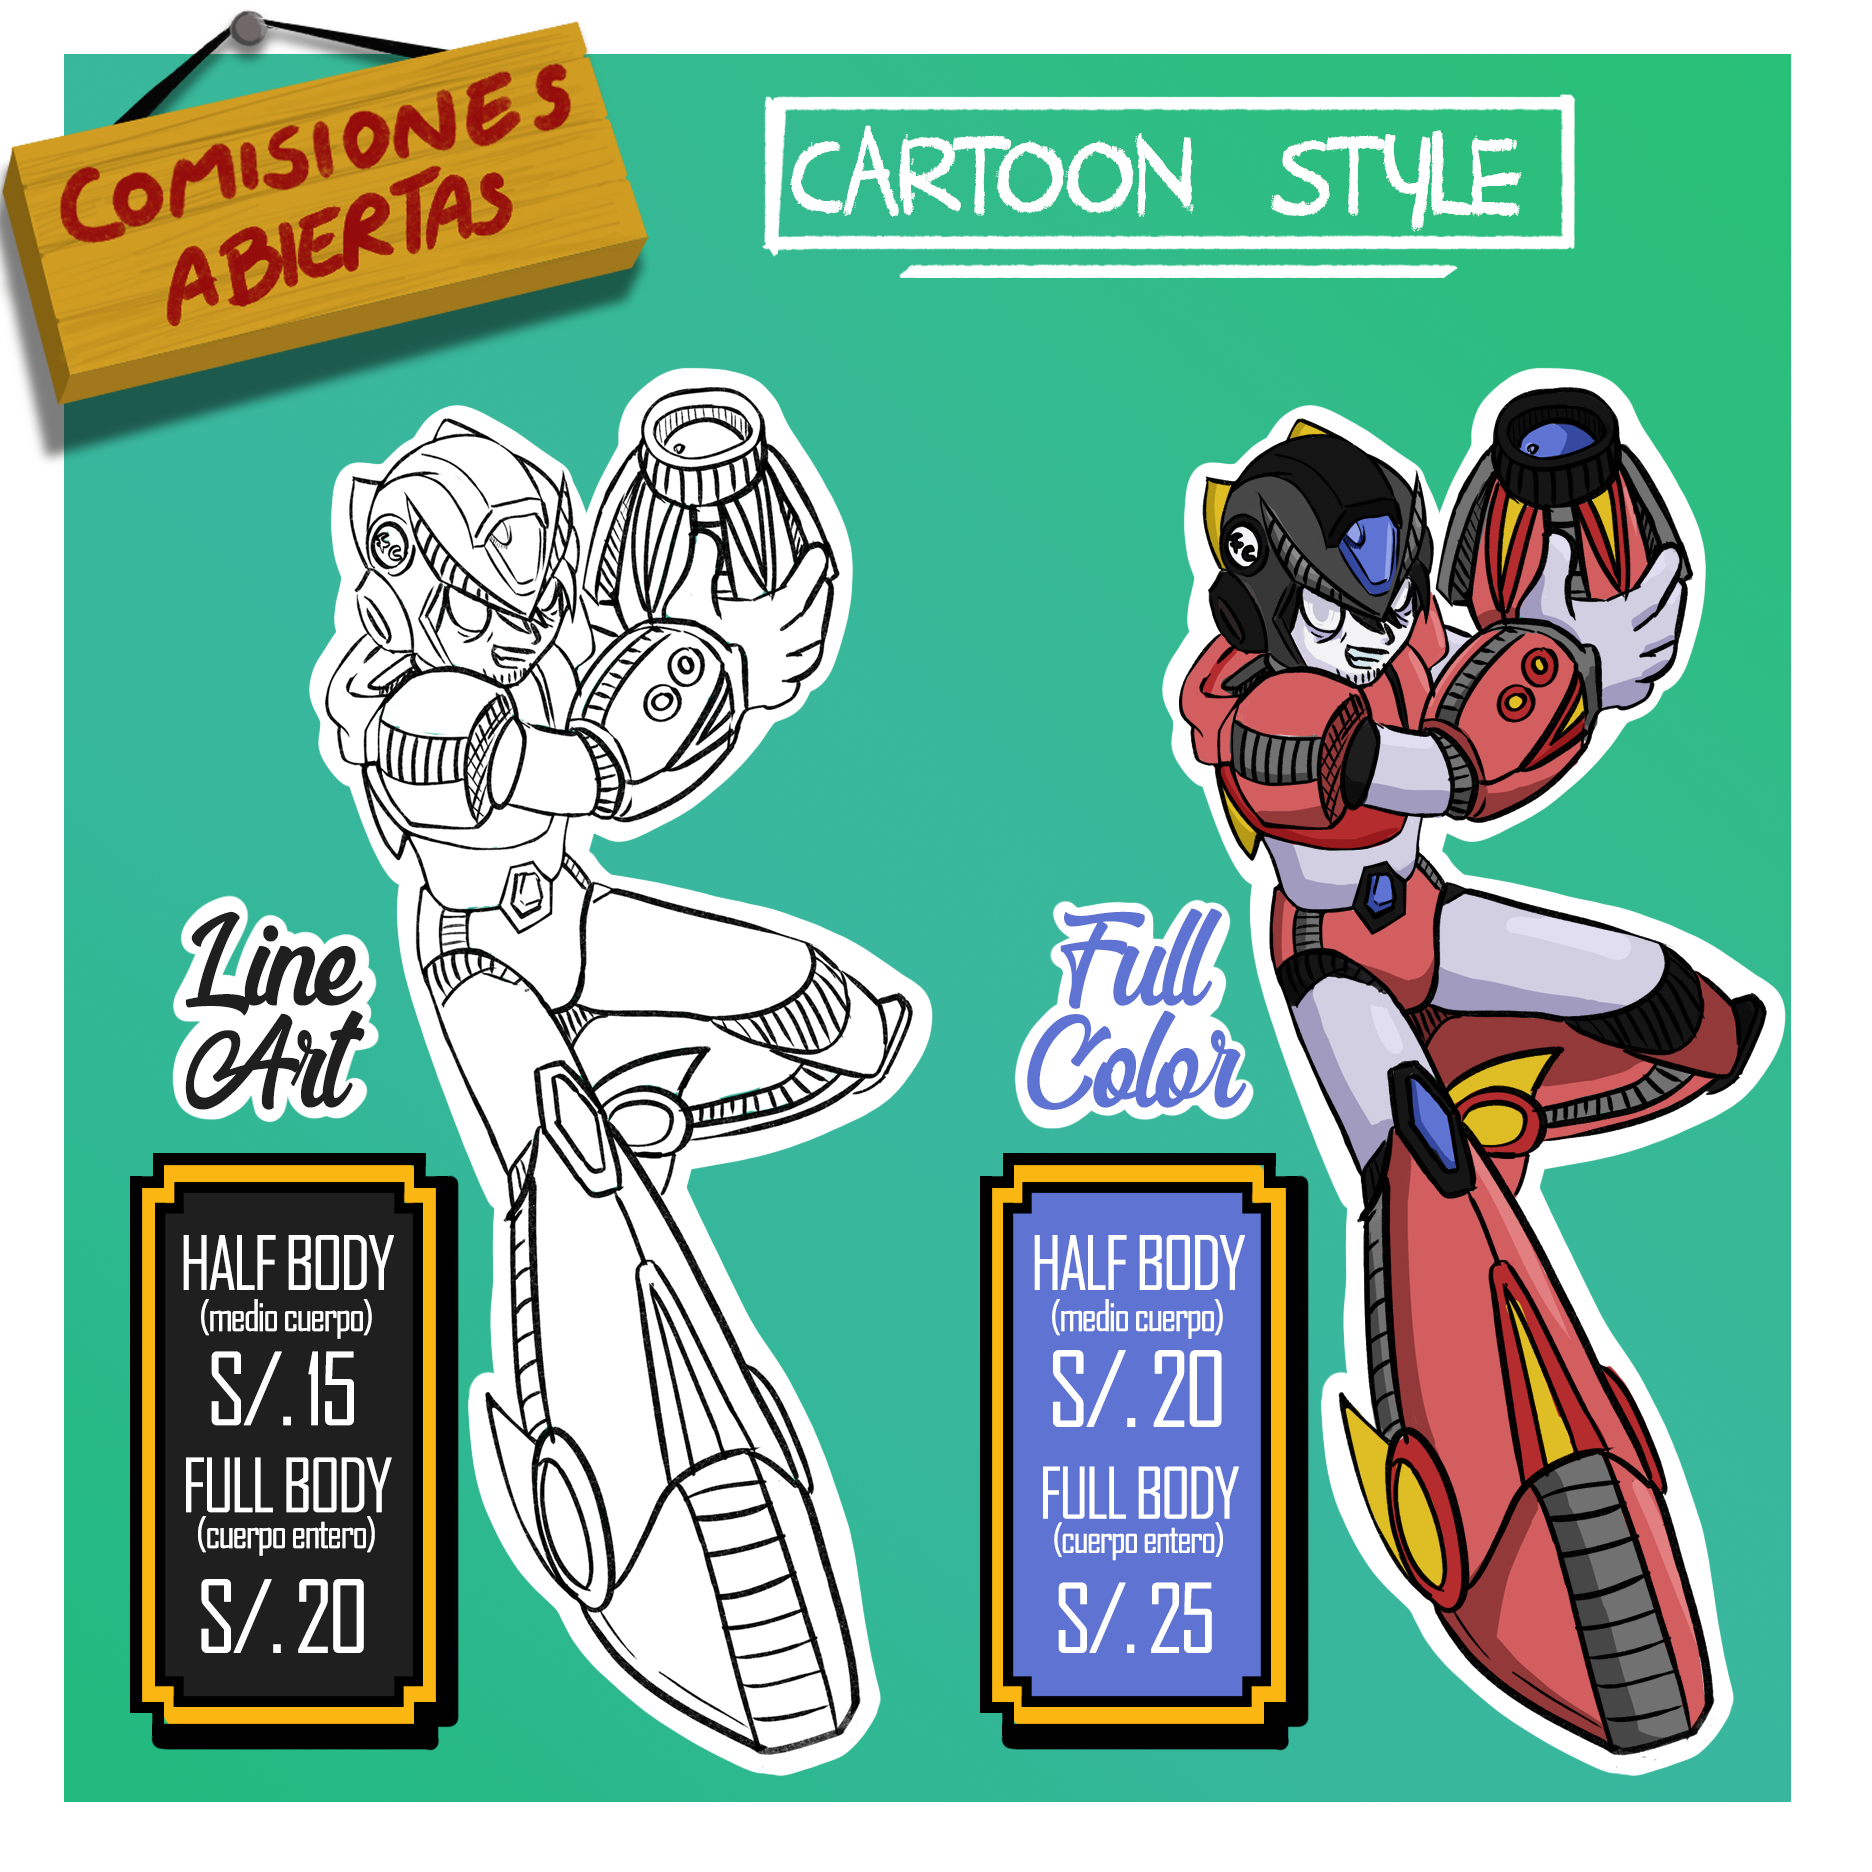 COMISIONES
ABIERTAS
CARTOON STYLE
Line
Art
HALF BODY
(medio cuerpo)
S/. 15
FULL BODY
(cuerpo entero)
S/. 20
Full
Color
HALF BODY
(medio cuerpo)
S/. 20
FULL BODY
(cuerpo entero)
S/. 25